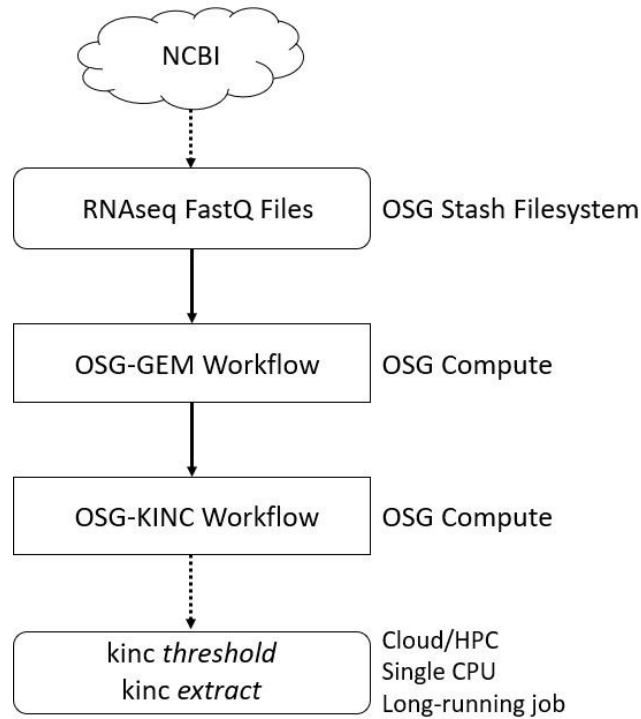 NCBI
RNAseq FastQ Files
OSG Stash Filesystem
OSG-GEM Workflow
OSG Compute
OSG-KINC Workflow
OSG Compute
kinc threshold
kinc extract
Cloud/HPC
Single CPU
Long-running job